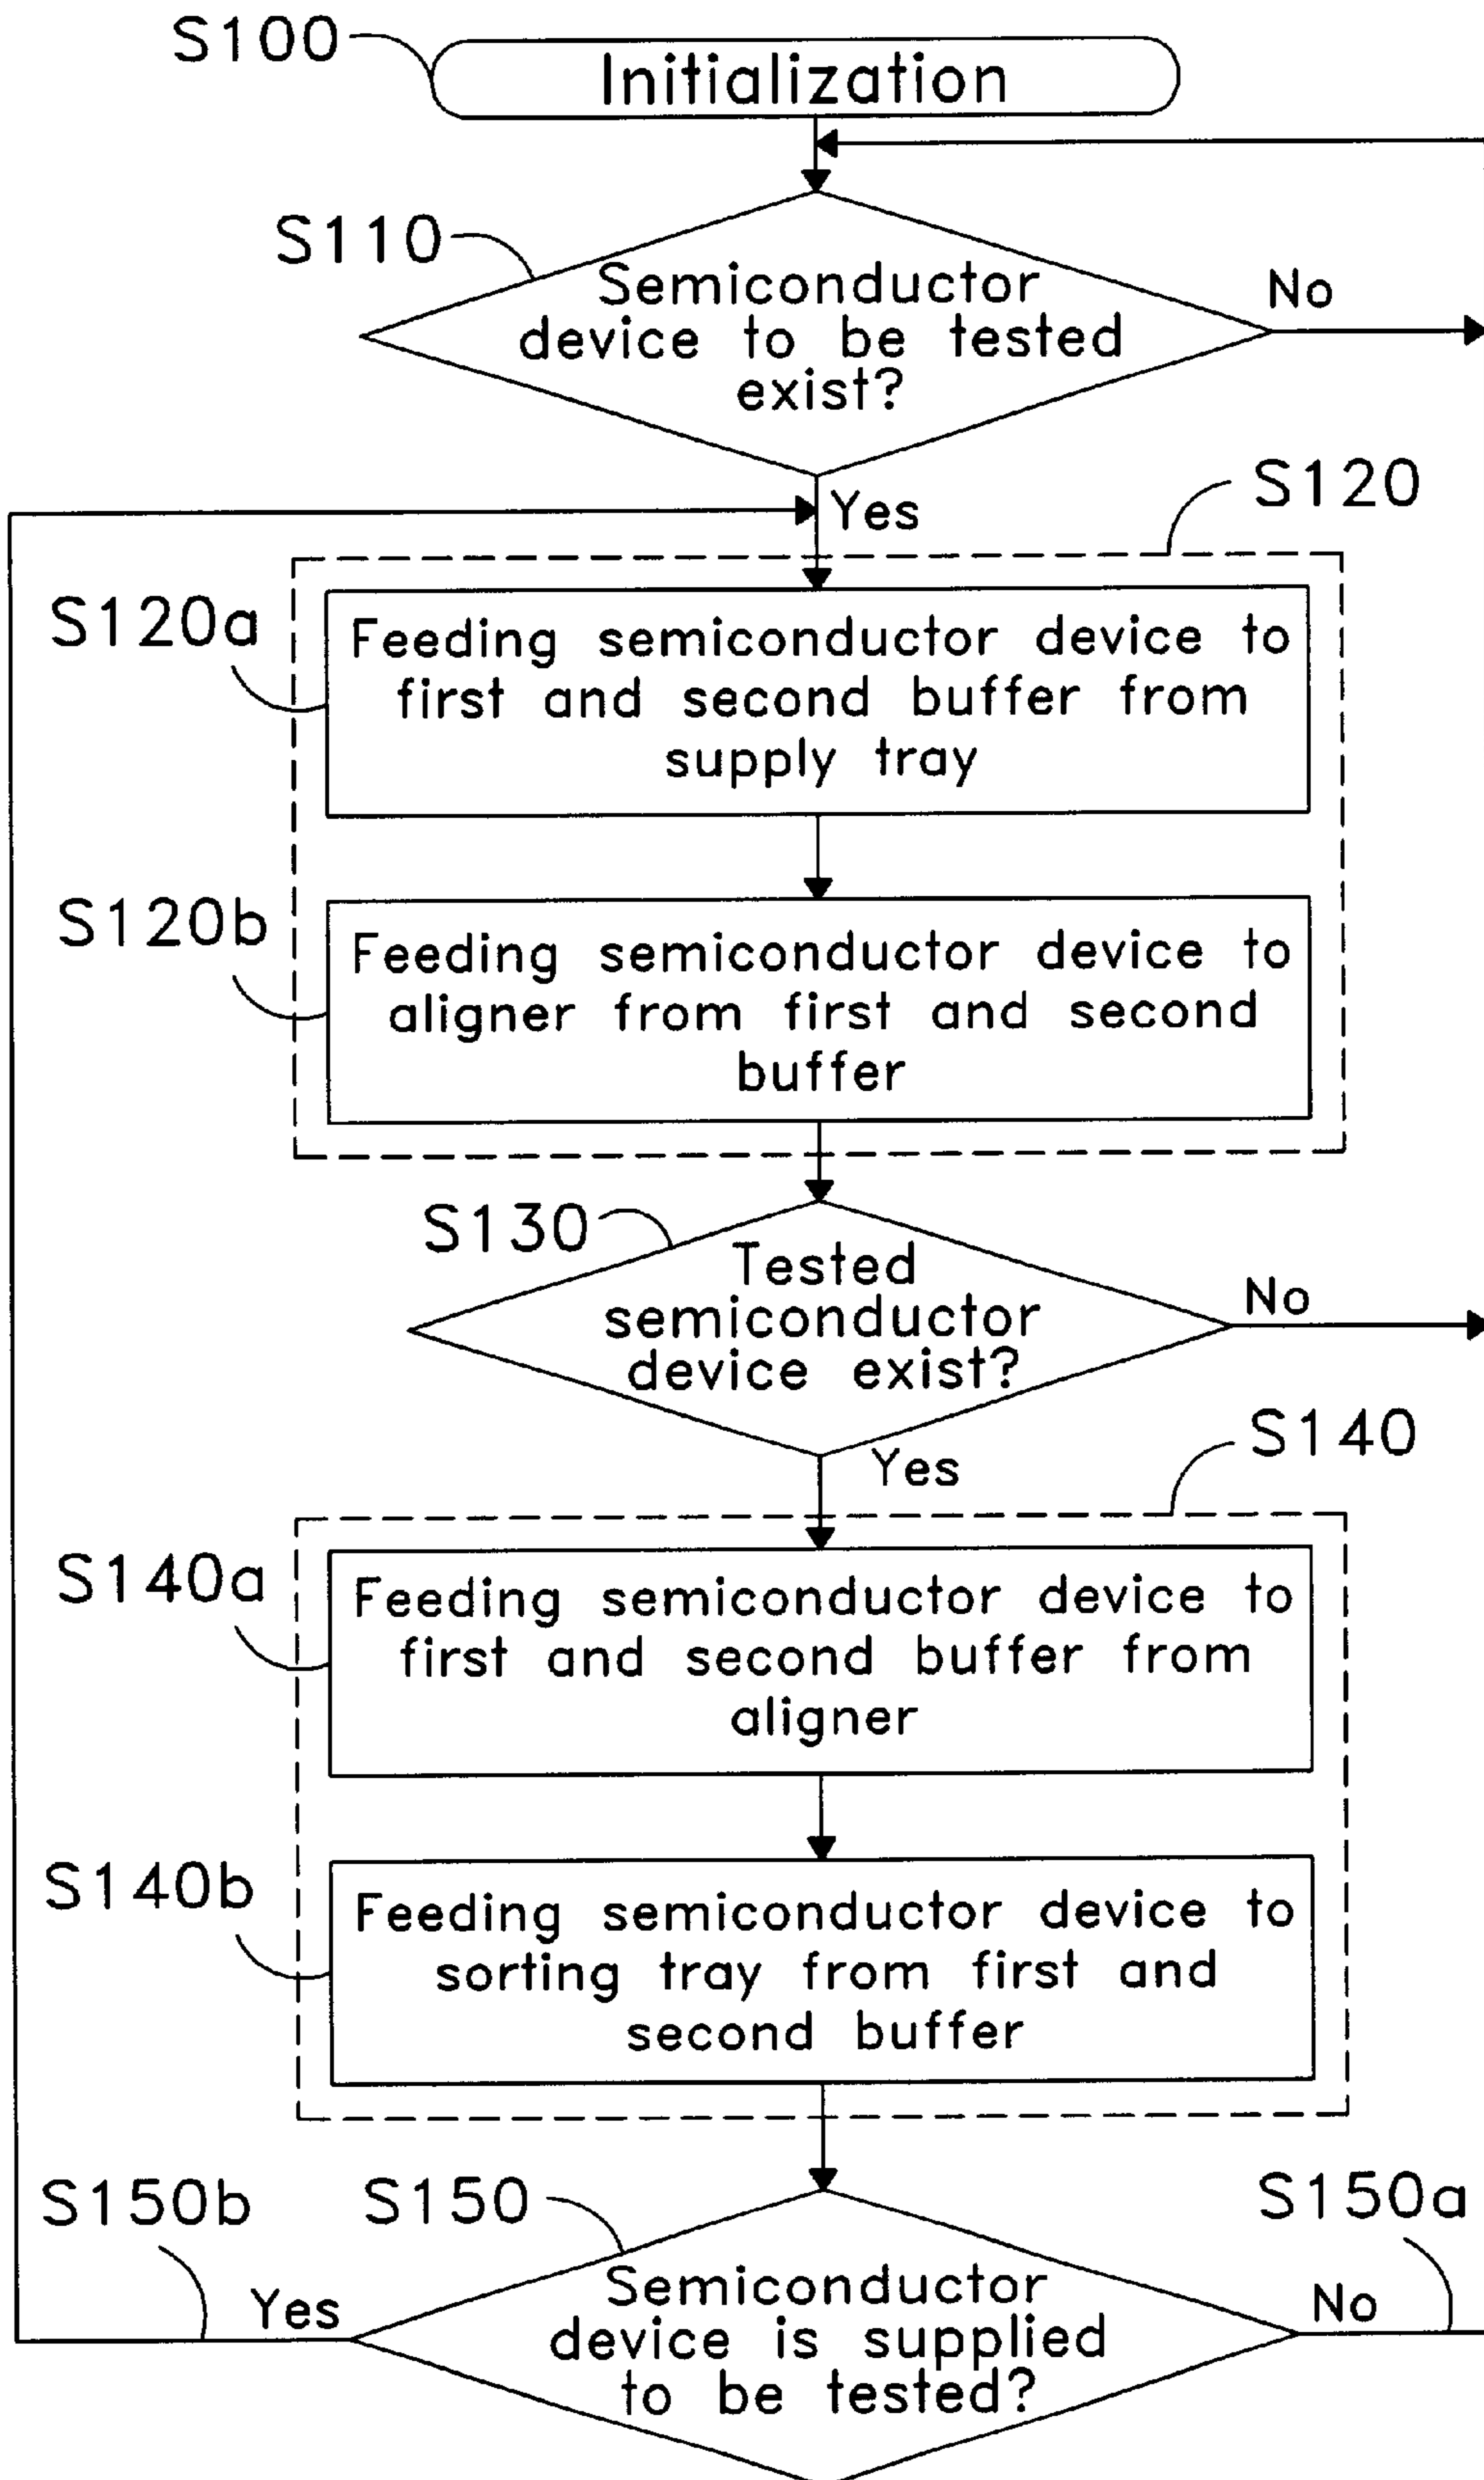 S100
Initialization
S110
Semiconductor
device to be tested
exist?
No
Yes
S120
S120a
Feeding semiconductor device to
first and second buffer from
supply tray
S120b
Feeding semiconductor device to
aligner from first and second
buffer
S130
Tested
semiconductor
device exist?
No
Yes
S140
S140a
Feeding semiconductor device to
first and second buffer from
aligner
S140b
Feeding semiconductor device to
sorting tray from first and
second buffer
S150b
S150
S150a
Yes
Semiconductor
device is supplied
to be tested?
No